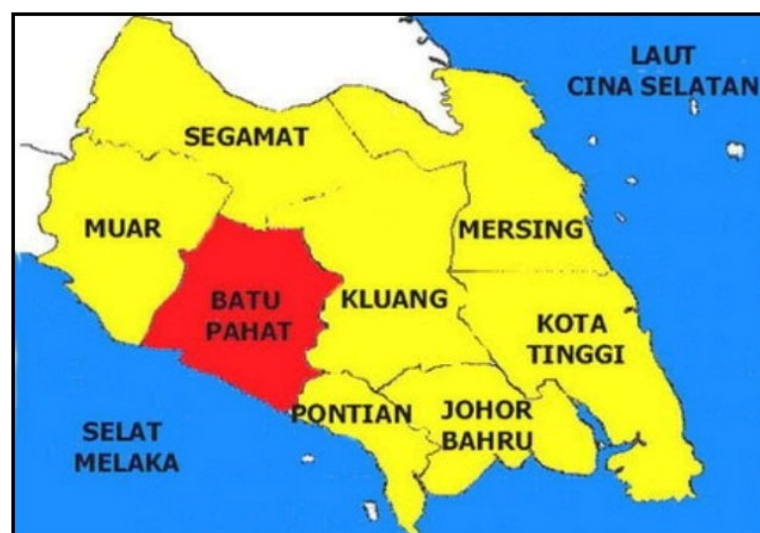 LAUT
CINA SELATAN
SEGAMAT
MUAR
MERSING
BATU
PAHAT
KLUANG
KOTA
TINGGI
PONTIAN
JOHOR
BAHRU
SELAT
MELAKA